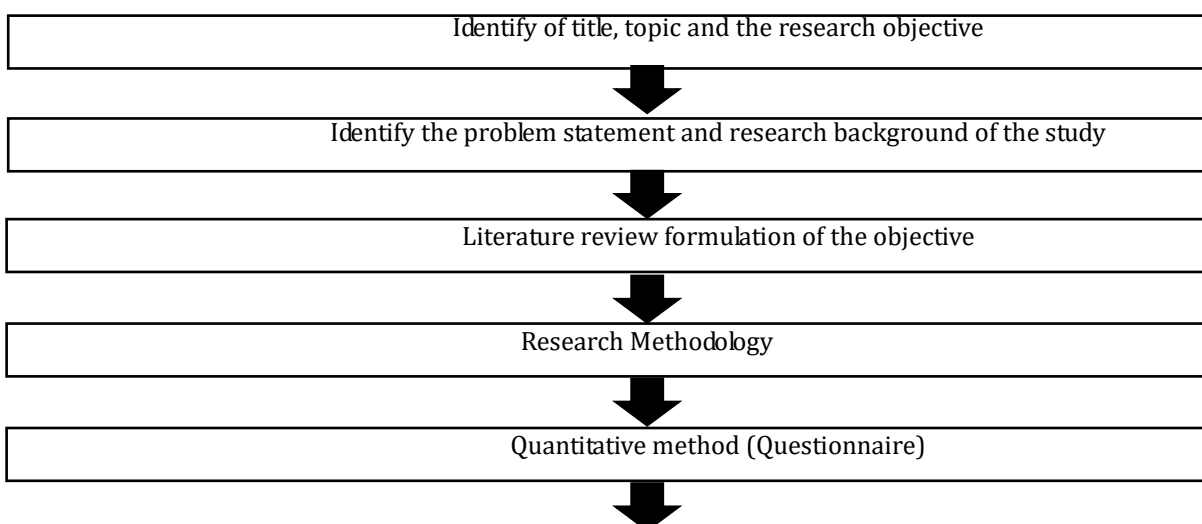 Identify of title, topic and the research objective
Identify the problem statement and research background of the study
Literature review formulation of the objective
Research Methodology
Quantitative method (Questionnaire)